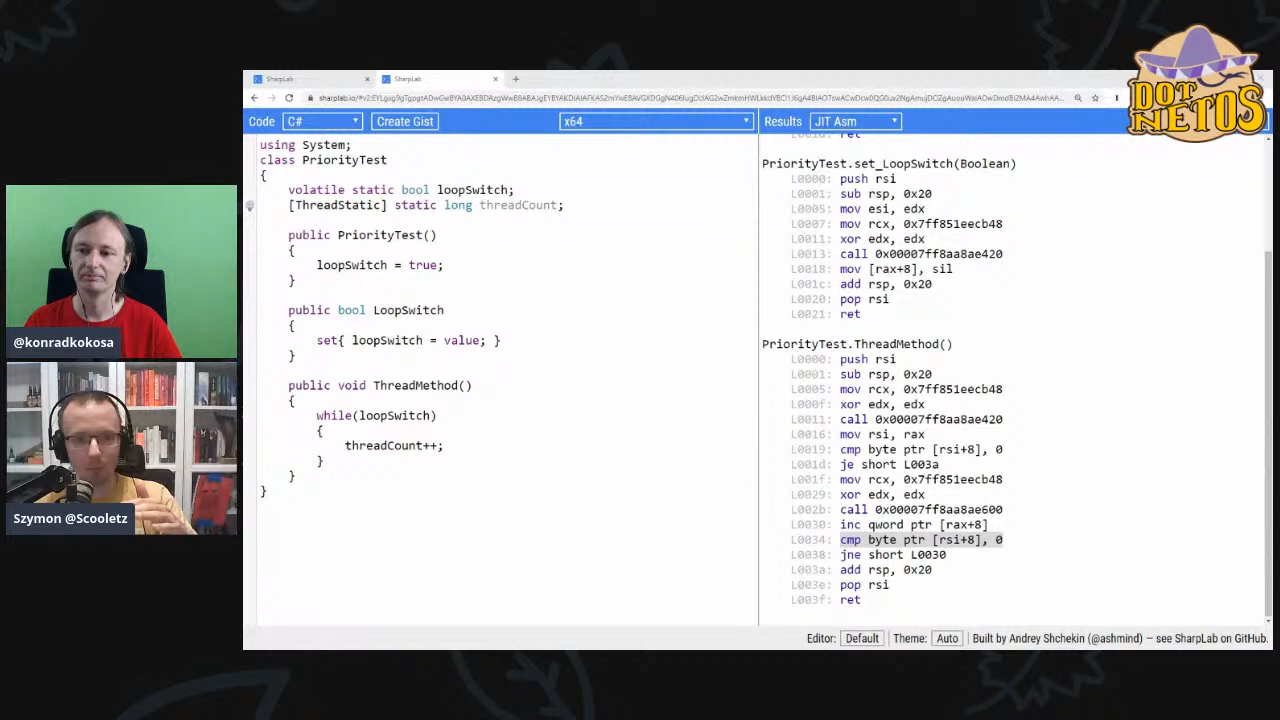 DOT
NETOS
SharpLab
SharpLab
Code
C#
Create Gist
x64
Results
JIT Asm
using System;
class PriorityTest
{
volatile static bool loopSwitch;
[ThreadStatic] static long threadCount;
public PriorityTest()
{
loopSwitch = true;
}
public bool LoopSwitch
{
set{ loopSwitch = value; }
}
public void ThreadMethod()
{
while(loopSwitch)
{
threadCount++;
}
}
}
PriorityTest.set_LoopSwitch(Boolean)
L0000: push rsi
L0001: sub rsp, 0x20
L0005: mov esi, edx
L0007: mov rcx, 0x7ff851eecb48
L0011: xor edx, edx
L0013: call 0x00007ff8aa8ae420
L0018: mov [rax+8], sil
L001c: add rsp, 0x20
L0020: pop rsi
L0021: ret
PriorityTest.ThreadMethod()
L0000: push rsi
L0001: sub rsp, 0x20
L0005: mov rcx, 0x7ff851eecb48
L000f: xor edx, edx
L0011: call 0x00007ff8aa8ae420
L0016: mov rsi, rax
L0019: cmp byte ptr [rsi+8], 0
L001d: je short L003a
L001f: mov rcx, 0x7ff851eecb48
L0029: xor edx, edx
L002b: call 0x00007ff8aa8ae600
L0030: inc qword ptr [rax+8]
L0034: cmp byte ptr [rsi+8], 0
L0038: jne short L0030
L003a: add rsp, 0x20
L003e: pop rsi
L003f: ret
Editor: Default Theme: Auto Built by Andrey Shchekin (@ashmind) — see SharpLab on GitHub.
@konradkokosa
Szymon @Scooletz